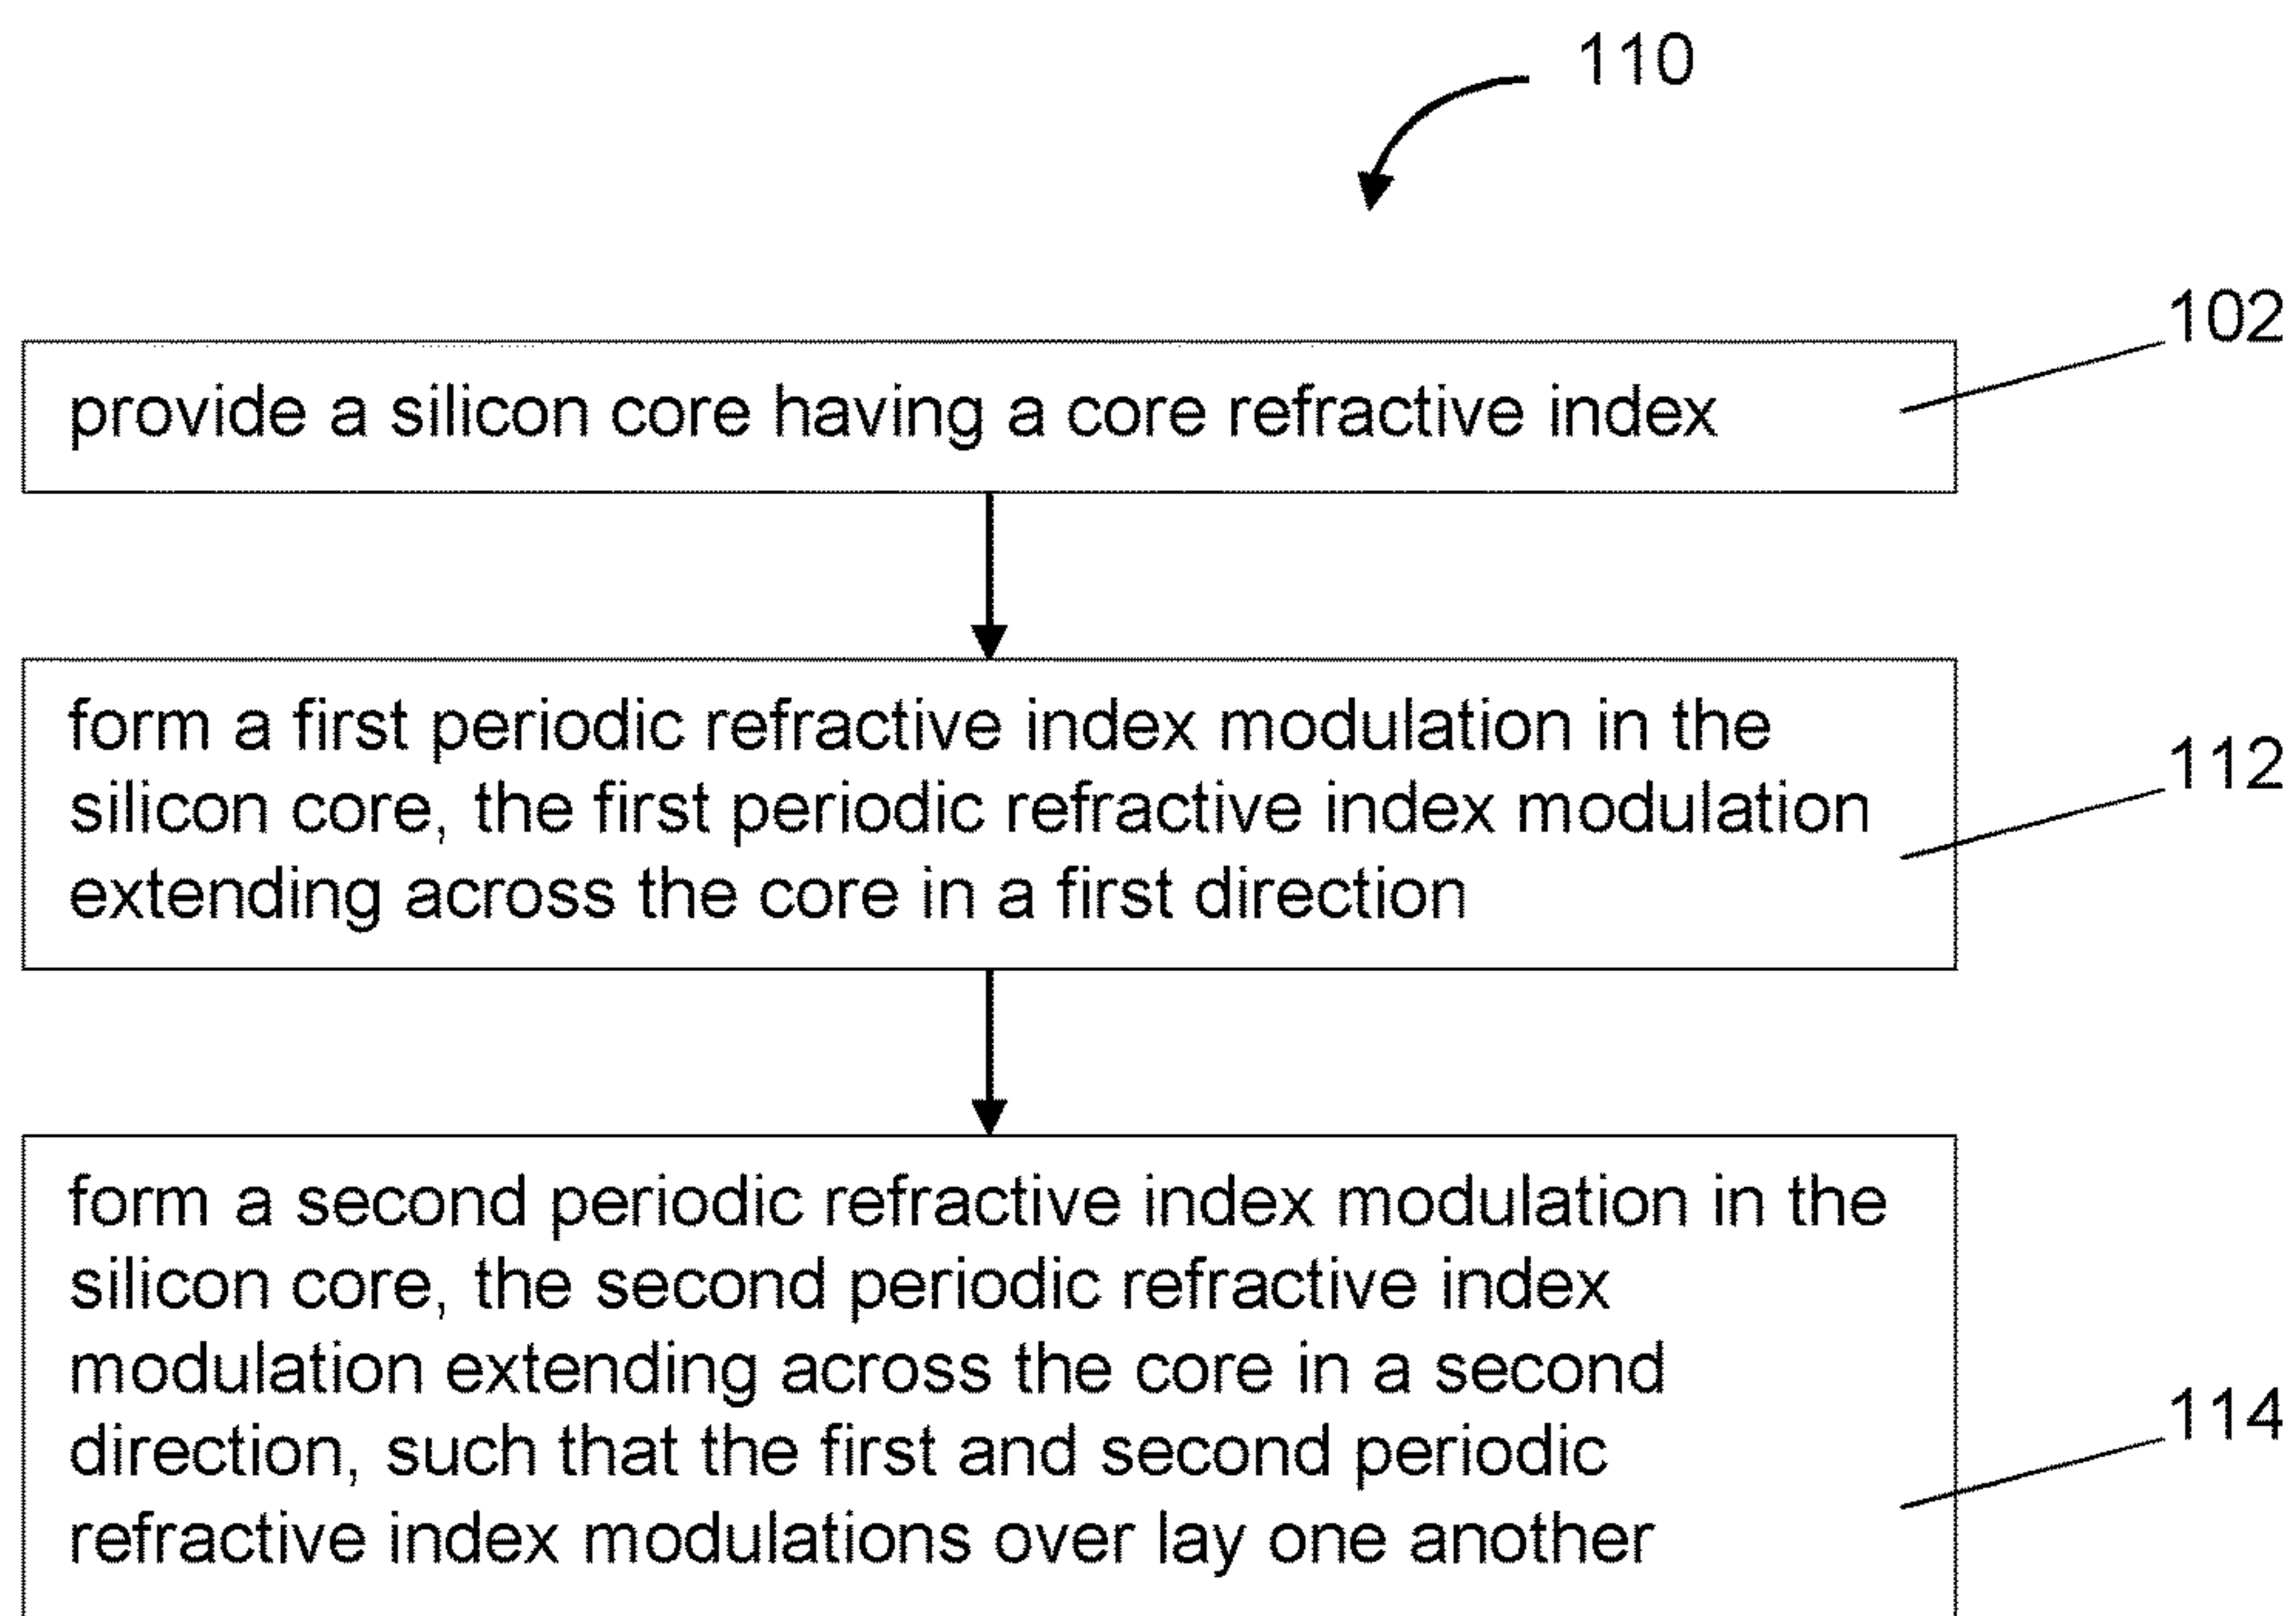 110
102
provide a silicon core having a core refractive index
form a first periodic refractive index modulation in the
112
silicon core, the first periodic refractive index modulation
extending across the core in a first direction
form a second periodic refractive index modulation in the
silicon core, the second periodic refractive index
modulation extending across the core in a second
114
direction, such that the first and second periodic
refractive index modulations over lay one another